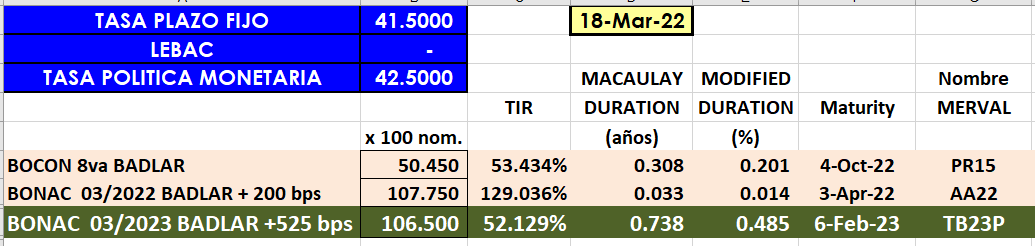 TASA PLAZO FIJO 41.5000 18-Mar-22
LEBAC -
TASA POLITICA MONETARIA 42.5000 MACAULAY MODIFIED Nombre
TIR DURATION DURATION Maturity MERVAL
x 100 nom. (años) (%)
BOCON 8va BADLAR 50.450 53.434% 0.308 0.201 4-Oct-22 PR15
BONAC 03/2022 BADLAR + 200 bps 107.750 129.036% 0.033 0.014 3-Apr-22 AA22
BONAC 03/2023 BADLAR +525 bps 106.500 52.129% 0.738 0.485 6-Feb-23 TB23P